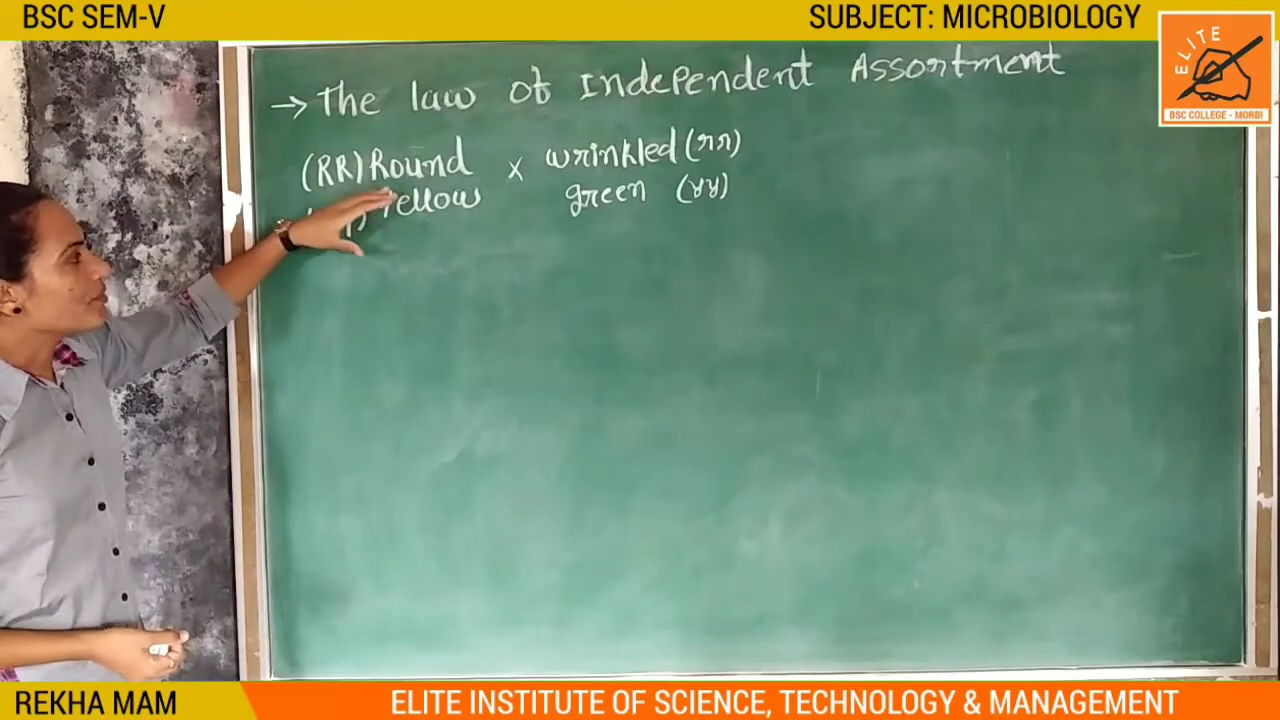 BSC SEM-V
SUBJECT: MICROBIOLOGY
ELITE
BSC COLLEGE - MORBI
→ The law of Independent Assortment
(RR) Round x wrinkled (rr)
Yellow green (yy)
REKHA MAM
ELITE INSTITUTE OF SCIENCE, TECHNOLOGY & MANAGEMENT